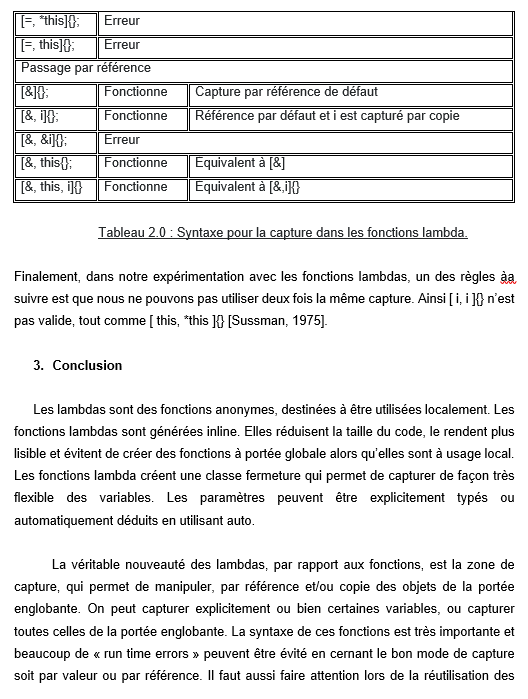 [=, *this]{}; Erreur
[=, this]{}; Erreur
Passage par référence
[&]{}; Fonctionne Capture par référence de défaut
[&, i]{}; Fonctionne Référence par défaut et i est capturé par copie
[&, &i]{}; Erreur
[&, this{}; Fonctionne Equivalent à [&]
[&, this, i]{} Fonctionne Equivalent à [&,i]{}
Tableau 2.0 : Syntaxe pour la capture dans les fonctions lambda.
Finalement, dans notre expérimentation avec les fonctions lambdas, un des règles àa
suivre est que nous ne pouvons pas utiliser deux fois la même capture. Ainsi [ i, i ]{} n'est
pas valide, tout comme [ this, *this ]{} [Sussman, 1975].
3. Conclusion
Les lambdas sont des fonctions anonymes, destinées à être utilisées localement. Les
fonctions lambdas sont générées inline. Elles réduisent la taille du code, le rendent plus
lisible et évitent de créer des fonctions à portée globale alors qu'elles sont à usage local.
Les fonctions lambda créent une classe fermeture qui permet de capturer de façon très
flexible des variables. Les paramètres peuvent être explicitement typés ou
automatiquement déduits en utilisant auto.
La véritable nouveauté des lambdas, par rapport aux fonctions, est la zone de
capture, qui permet de manipuler, par référence et/ou copie des objets de la portée
englobante. On peut capturer explicitement ou bien certaines variables, ou capturer
toutes celles de la portée englobante. La syntaxe de ces fonctions est très importante et
beaucoup de « run time errors » peuvent être évité en cernant le bon mode de capture
soit par valeur ou par référence. Il faut aussi faire attention lors de la réutilisation des